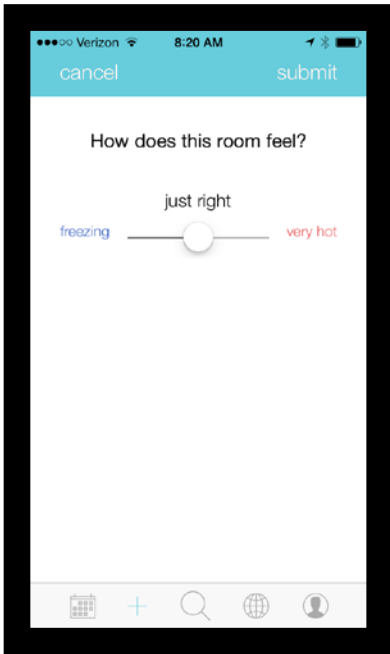 Verizon 8:20 AM
cancel submit
How does this room feel?
just right
freezing very hot